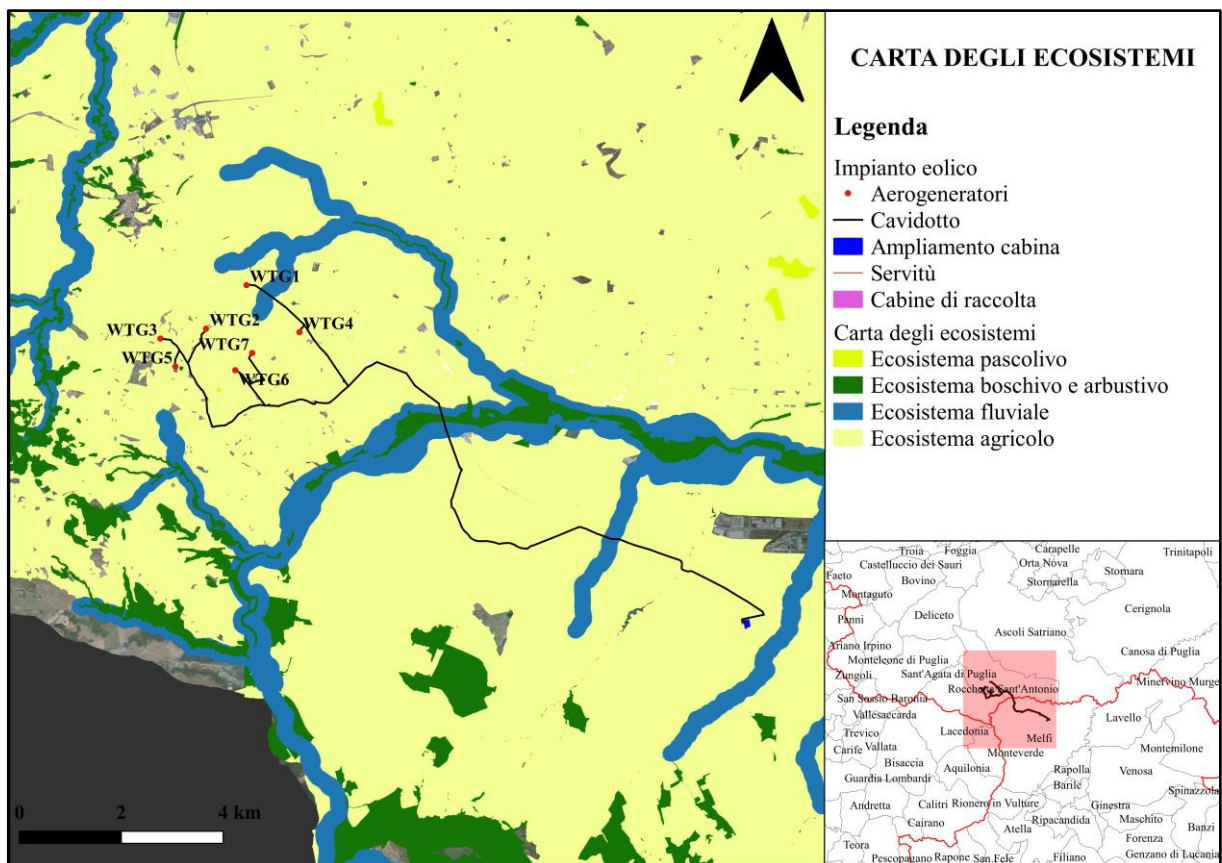 WTG1
WTG2
WTG3
WTG4
WTG7
WTG5
WTG6
0 2 4 km
CARTA DEGLI ECOSISTEMI
Legenda
Impianto eolico
Aerogeneratori
Cavidotto
Ampliamento cabina
Servitù
Cabine di raccolta
Carta degli ecosistemi
Ecosistema pascolivo
Ecosistema boschivo e arbustivo
Ecosistema fluviale
Ecosistema agricolo
Troia Foggia Carapelle Trinitapoli
Castelluccio dei Sauri Orta Nova Stornara
Faeto Bovino Stornarella
Montaguto
Cerignola
Panni Deliceto
Ascoli Satriano
Ariano Irpino
Monteleone di Puglia Canosa di Puglia
Zungoli Sant'Agata di Puglia
Rocchetta Sant'Antonio Minervino Murge
San Sossio Baronia
Vallesaccarda Lavello
Trevico Lacedonia Melfi
Carife Vallata Monteverde Montemilone
Bisaccia Aquilonia Rapolla Venosa
Guardia Lombardi Barile Spinazzola
Andretta Calitri Rionero in Vulture Ginestra
Cairano Ripacandida Maschito
Atella Forenza Banzi
Teora
Pescopagano Rapone San Fele Filiano Genzano di Lucania